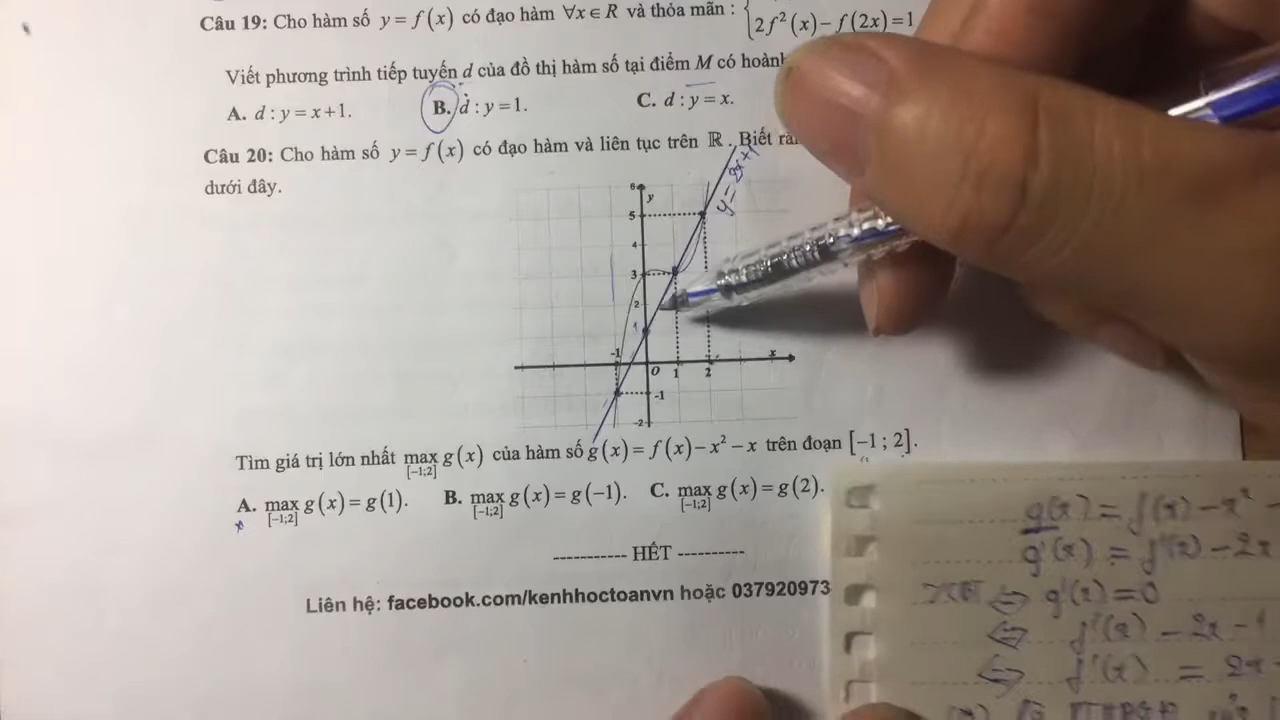 Câu 19: Cho hàm số y = f(x) có đạo hàm ∀x ∈ R và thỏa mãn : { 2f²(x) − f(2x) = 1
Viết phương trình tiếp tuyến d của đồ thị hàm số tại điểm M có
A. d : y = x + 1. B. d : y = 1. C. d : y = x.
Câu 20: Cho hàm số y = f(x) có đạo hàm và liên tục trên ℝ. Biết
dưới đây.
y = 2x+1
6
y
5
4
3
2
1
-1 O 1 2 x
-1
-2
Tìm giá trị lớn nhất max g(x) của hàm số g(x) = f(x) − x² − x trên đoạn [−1 ; 2].
[−1;2]
A. max g(x) = g(1). B. max g(x) = g(−1). C. max g(x) = g(2).
[−1;2] [−1;2] [−1;2]
----------- HẾT ----------
Liên hệ: facebook.com/kenhhoctoanvn hoặc 037920973
g(x) = f(x) − x² −
g'(x) = f'(x) − 2x
⇔ g'(x) = 0
⇔ f'(x) − 2x − 1
⇔ f'(x) = 2x